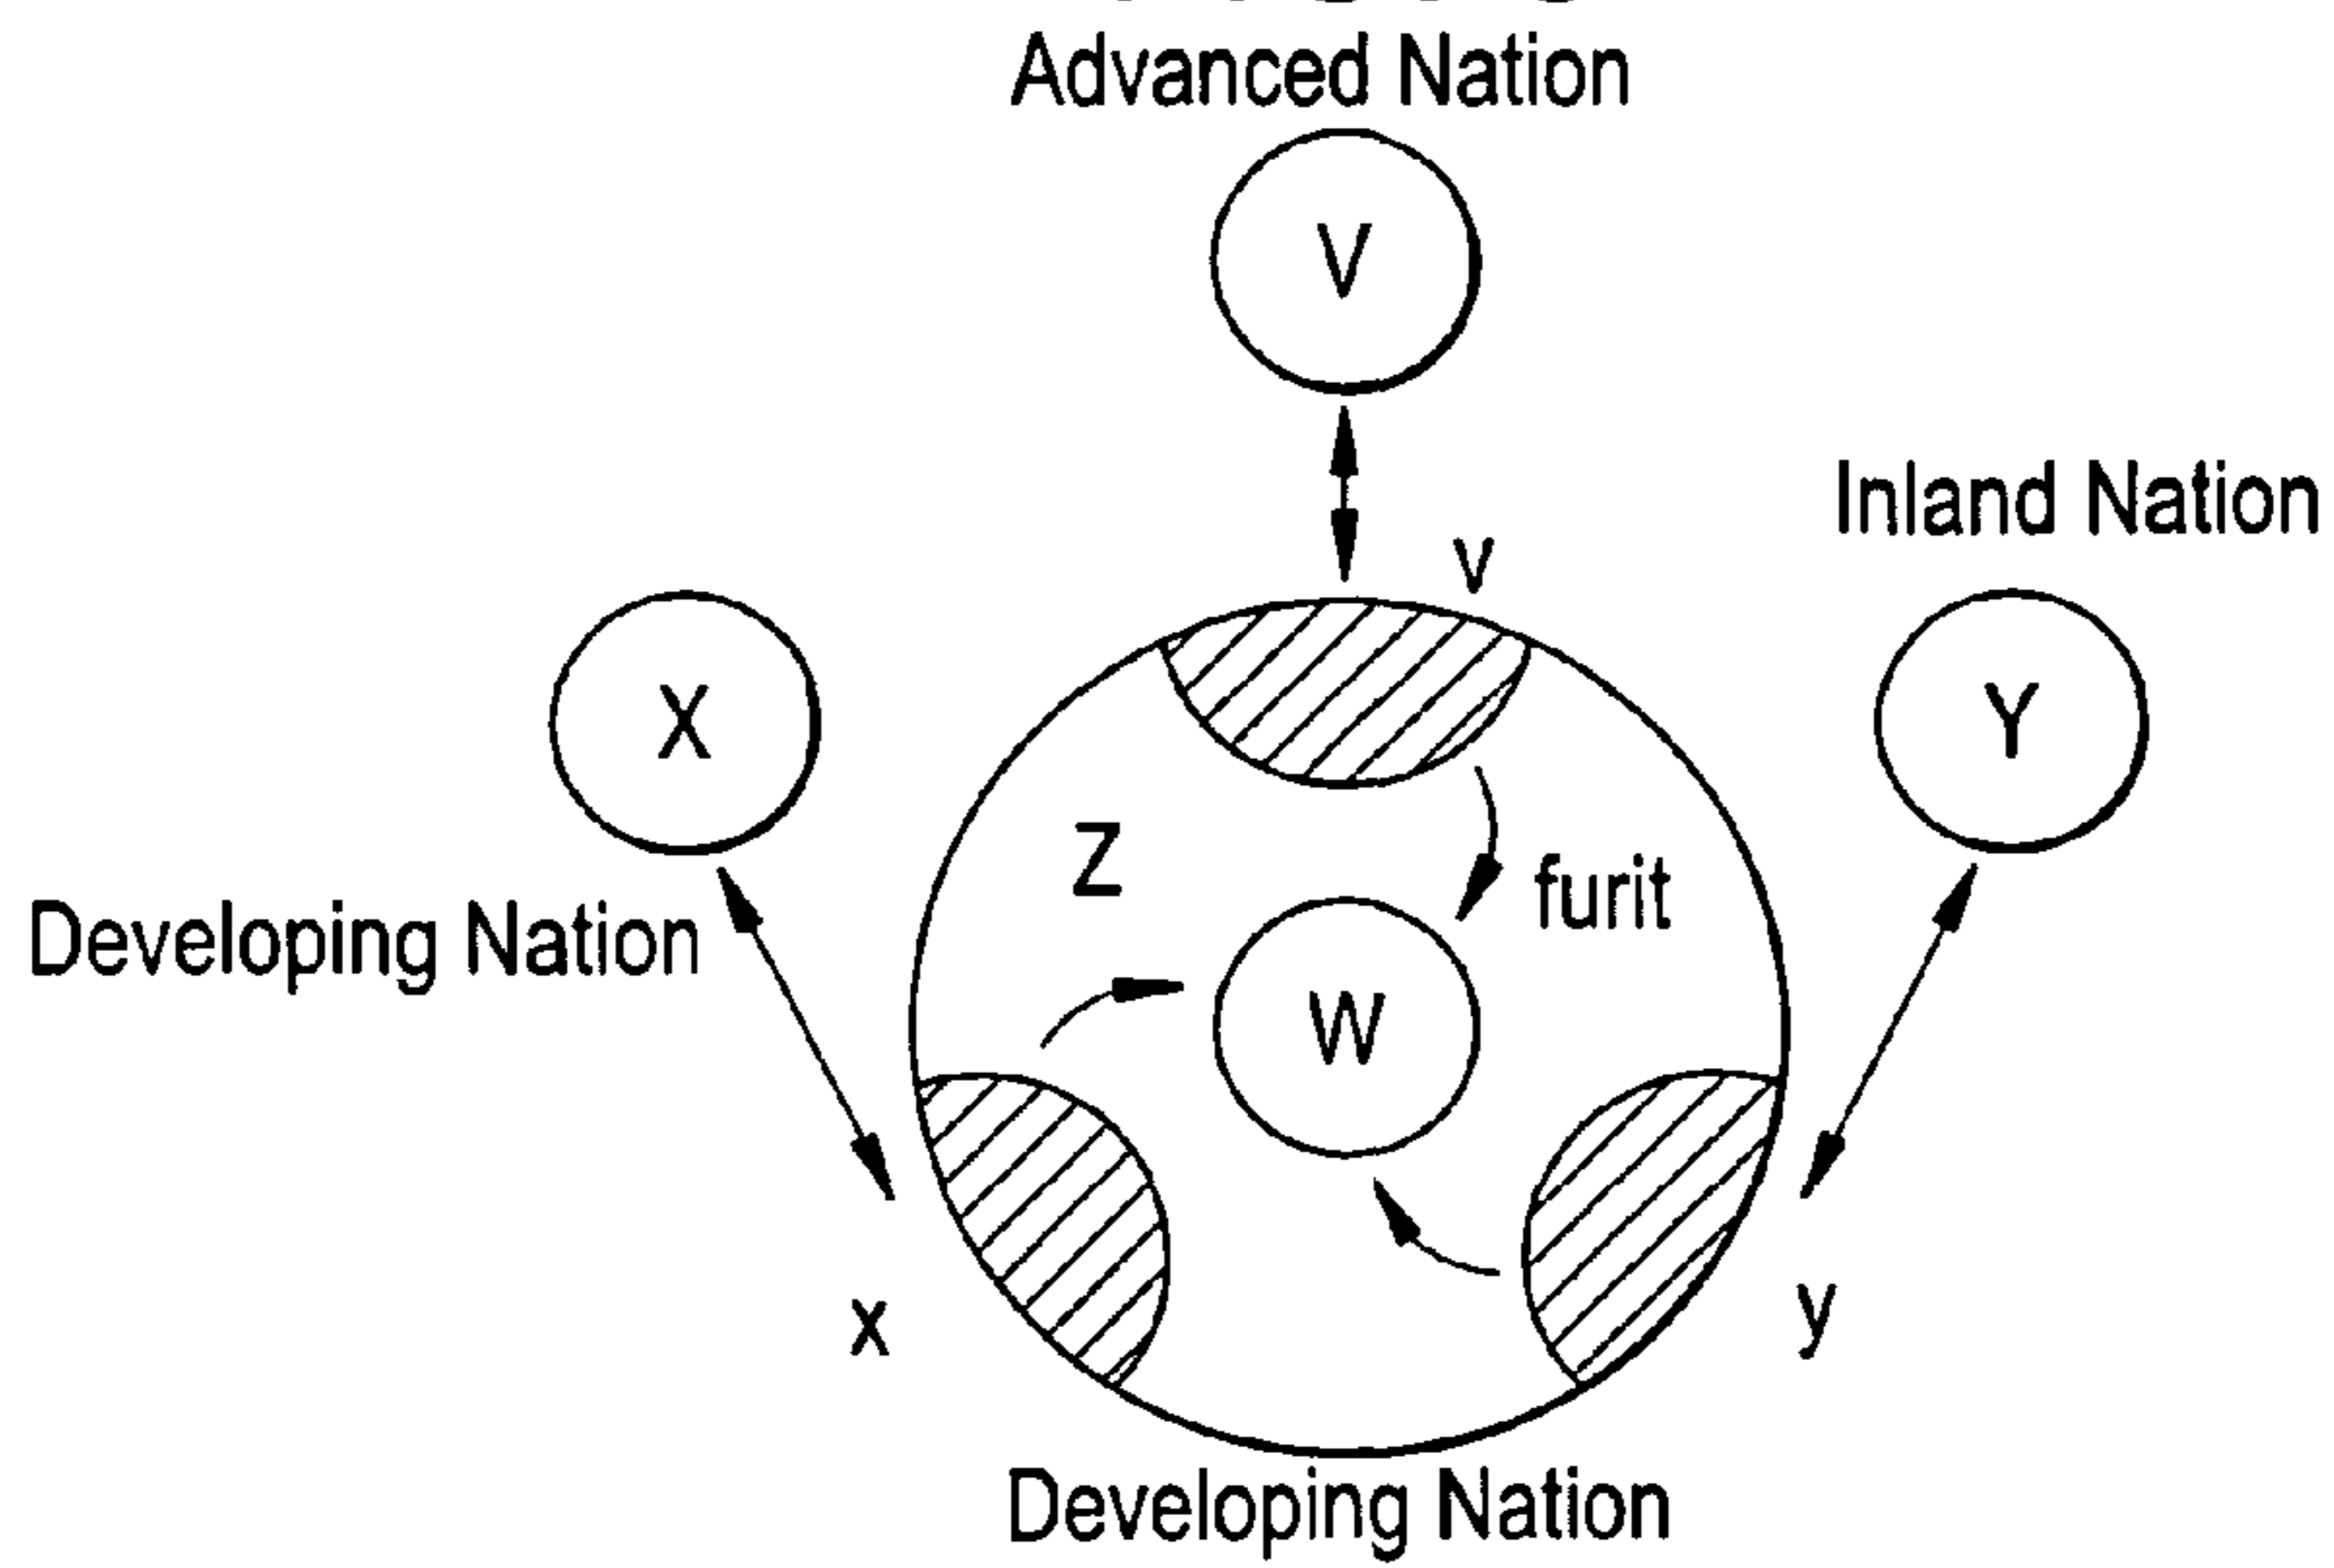 Advanced Nation
V
Inland Nation
v
X
Y
Z
furit
Developing Nation
W
x
y
Developing Nation